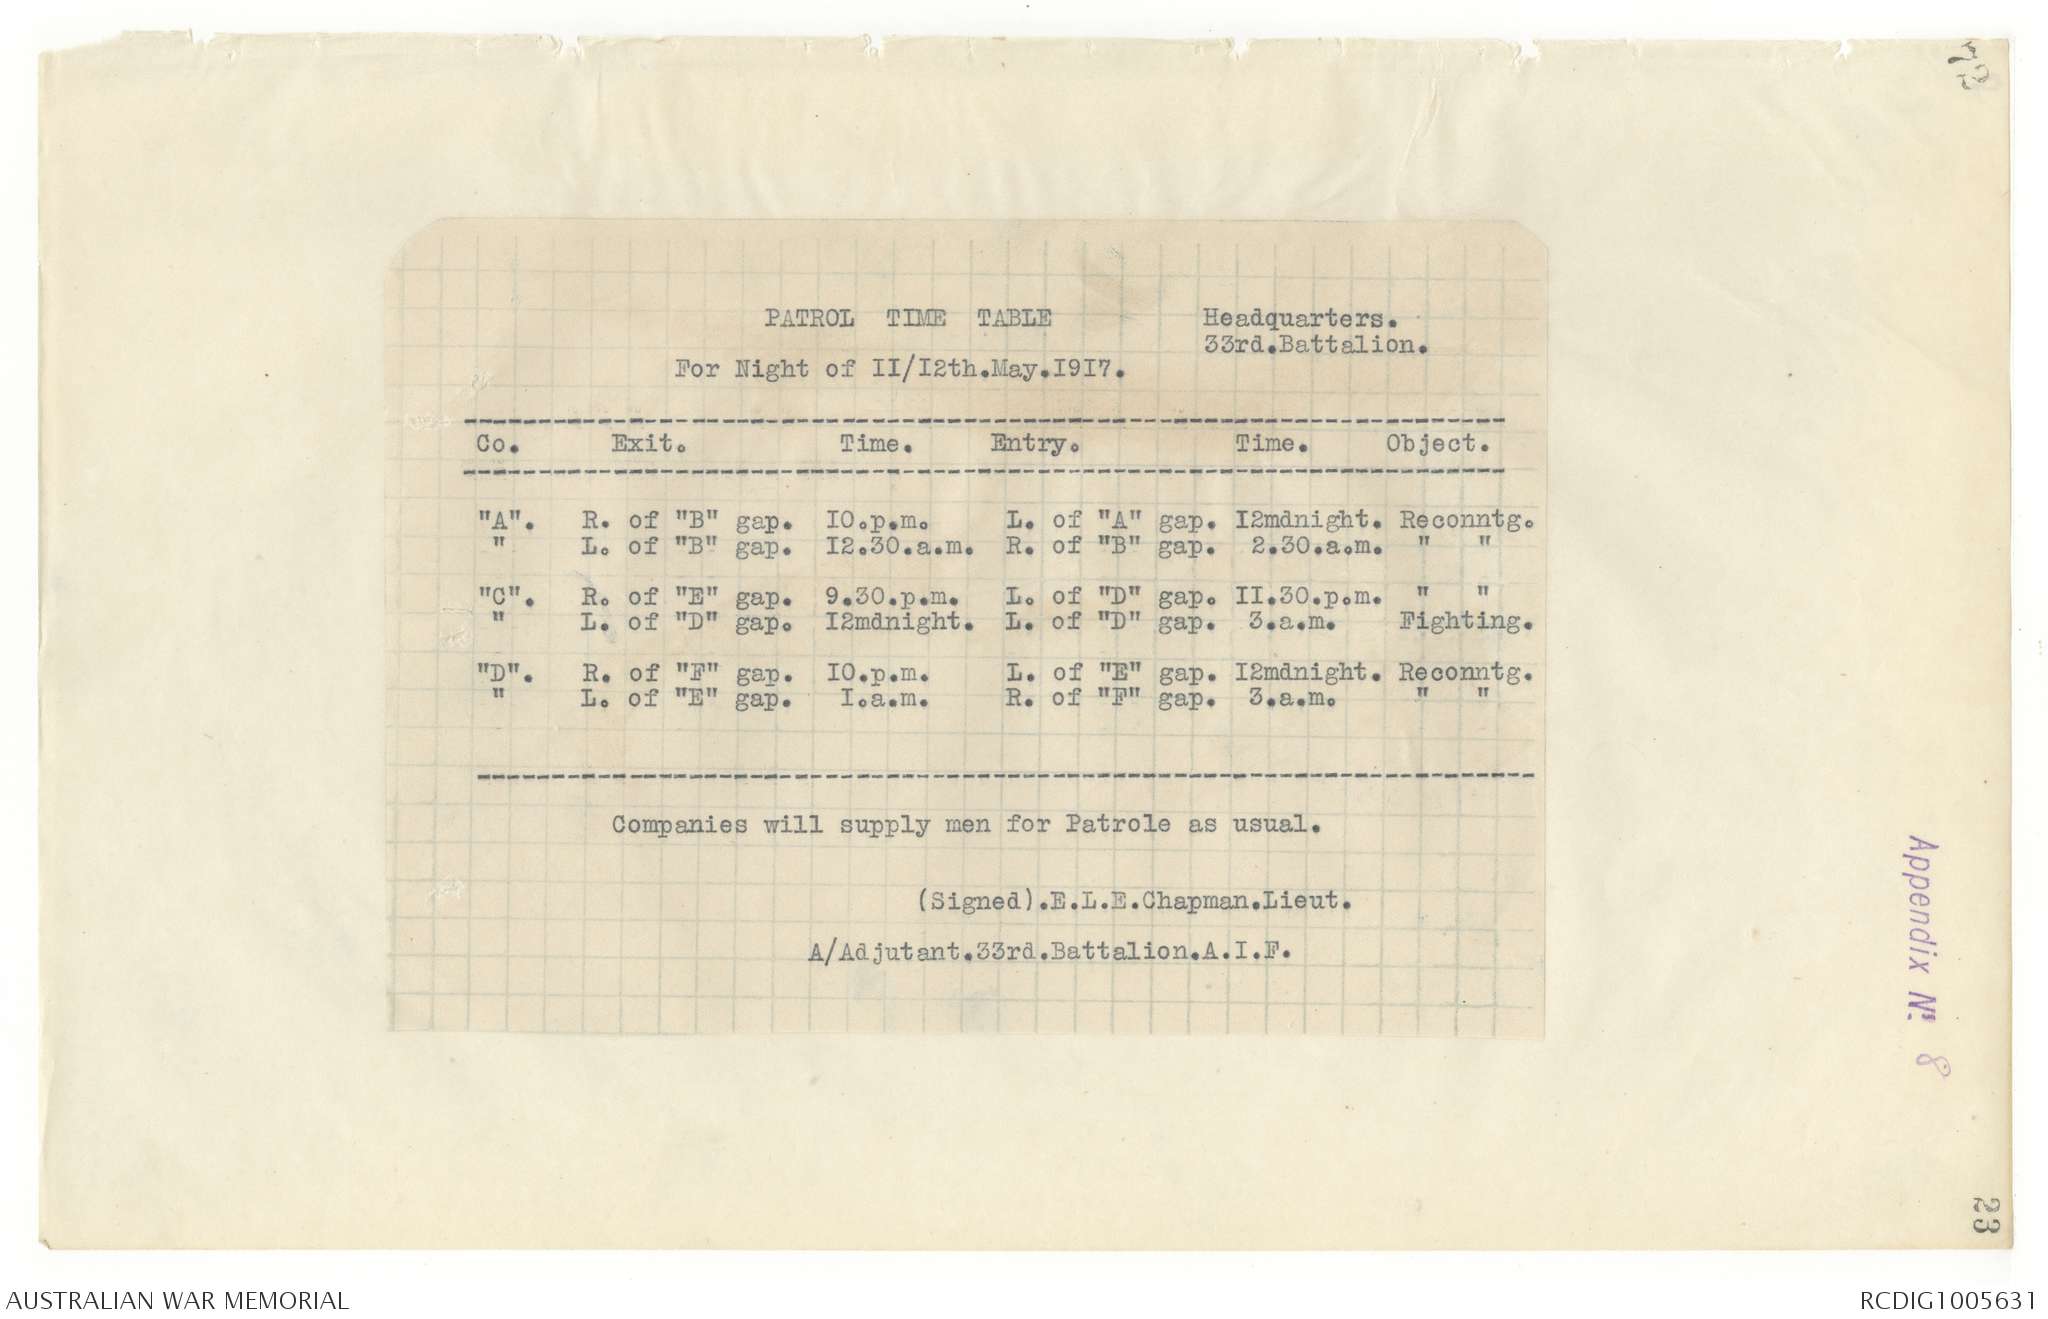 PATROL TIME TABLE Headquarters.
33rd.Battalion.
For Night of II/I2th.May.I9I7.
Co. Exit. Time. Entry. Time. Object.
"A". R. of "B" gap. IO.p.m. L. of "A" gap. I2mdnight. Reconntg.
" L. of "B" gap. I2.30.a.m. R. of "B" gap. 2.30.a.m. " "
"C". R. of "E" gap. 9.30.p.m. L. of "D" gap. II.30.p.m. " "
" L. of "D" gap. I2mdnight. L. of "D" gap. 3.a.m. Fighting.
"D". R. of "F" gap. IO.p.m. L. of "E" gap. I2mdnight. Reconntg.
" L. of "E" gap. I.a.m. R. of "F" gap. 3.a.m. " "
Companies will supply men for Patrole as usual.
(Signed).E.L.E.Chapman.Lieut.
A/Adjutant.33rd.Battalion.A.I.F.
Appendix No. 8
23
AUSTRALIAN WAR MEMORIAL
RCDIG1005631